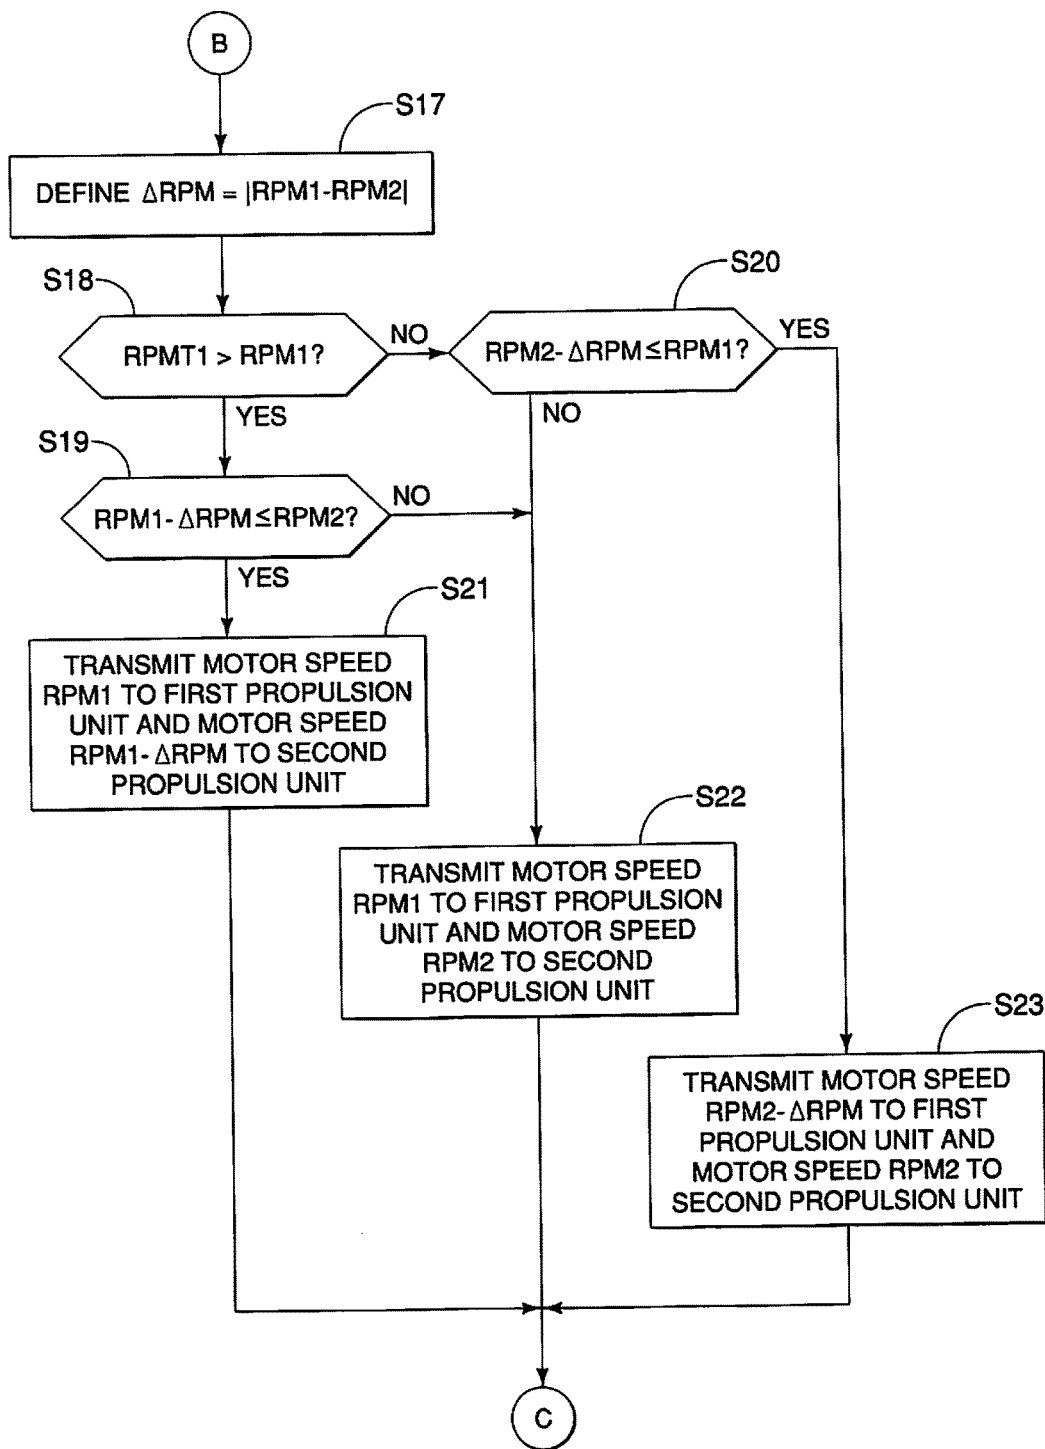 B
S17
DEFINE ΔRPM = |RPM1-RPM2|
S18
RPMT1 > RPM1?
NO
YES
S20
RPM2- ΔRPM ≤ RPM1?
YES
NO
S19
RPM1- ΔRPM ≤ RPM2?
NO
YES
S21
TRANSMIT MOTOR SPEED
RPM1 TO FIRST PROPULSION
UNIT AND MOTOR SPEED
RPM1- ΔRPM TO SECOND
PROPULSION UNIT
S22
TRANSMIT MOTOR SPEED
RPM1 TO FIRST PROPULSION
UNIT AND MOTOR SPEED
RPM2 TO SECOND
PROPULSION UNIT
S23
TRANSMIT MOTOR SPEED
RPM2- ΔRPM TO FIRST
PROPULSION UNIT AND
MOTOR SPEED RPM2 TO
SECOND PROPULSION UNIT
C